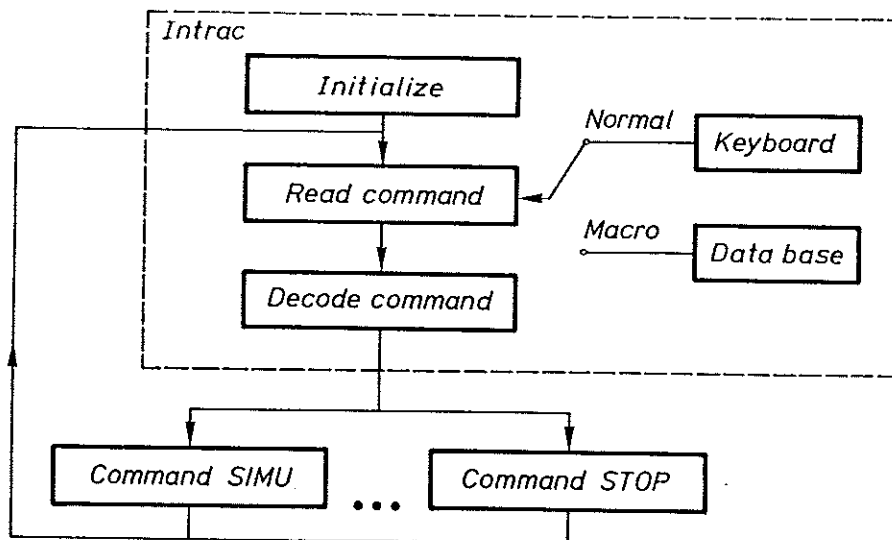 Intrac
Initialize
Normal
Keyboard
Read command
Macro
Data base
Decode command
Command SIMU
Command STOP